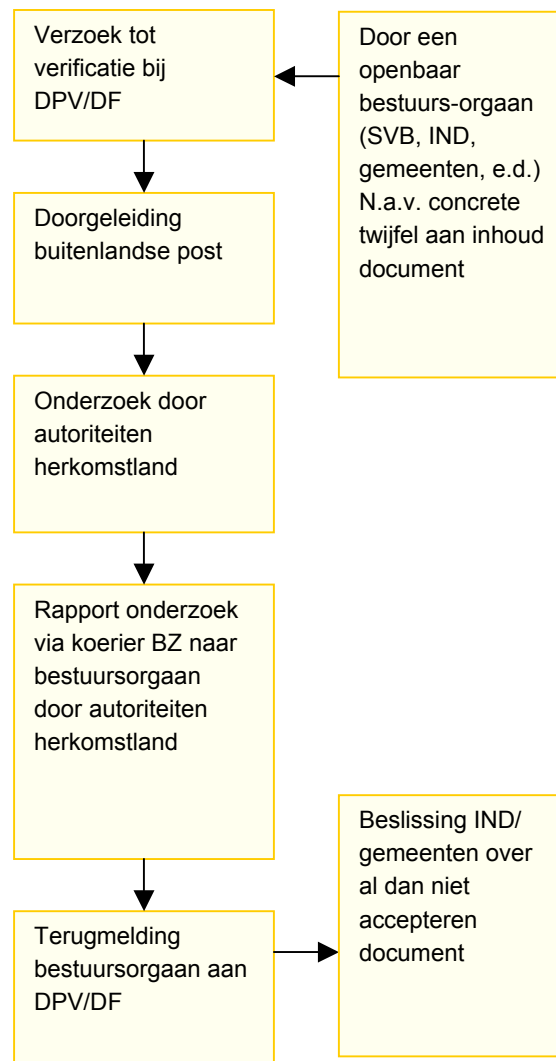 Verzoek tot
verificatie bij
DPV/DF
Door een
openbaar
bestuurs-orgaan
(SVB, IND,
gemeenten, e.d.)
N.a.v. concrete
twijfel aan inhoud
document
Doorgeleiding
buitenlandse post
Onderzoek door
autoriteiten
herkomstland
Rapport onderzoek
via koerier BZ naar
bestuursorgaan
door autoriteiten
herkomstland
Terugmelding
bestuursorgaan aan
DPV/DF
Beslissing IND/
gemeenten over
al dan niet
accepteren
document